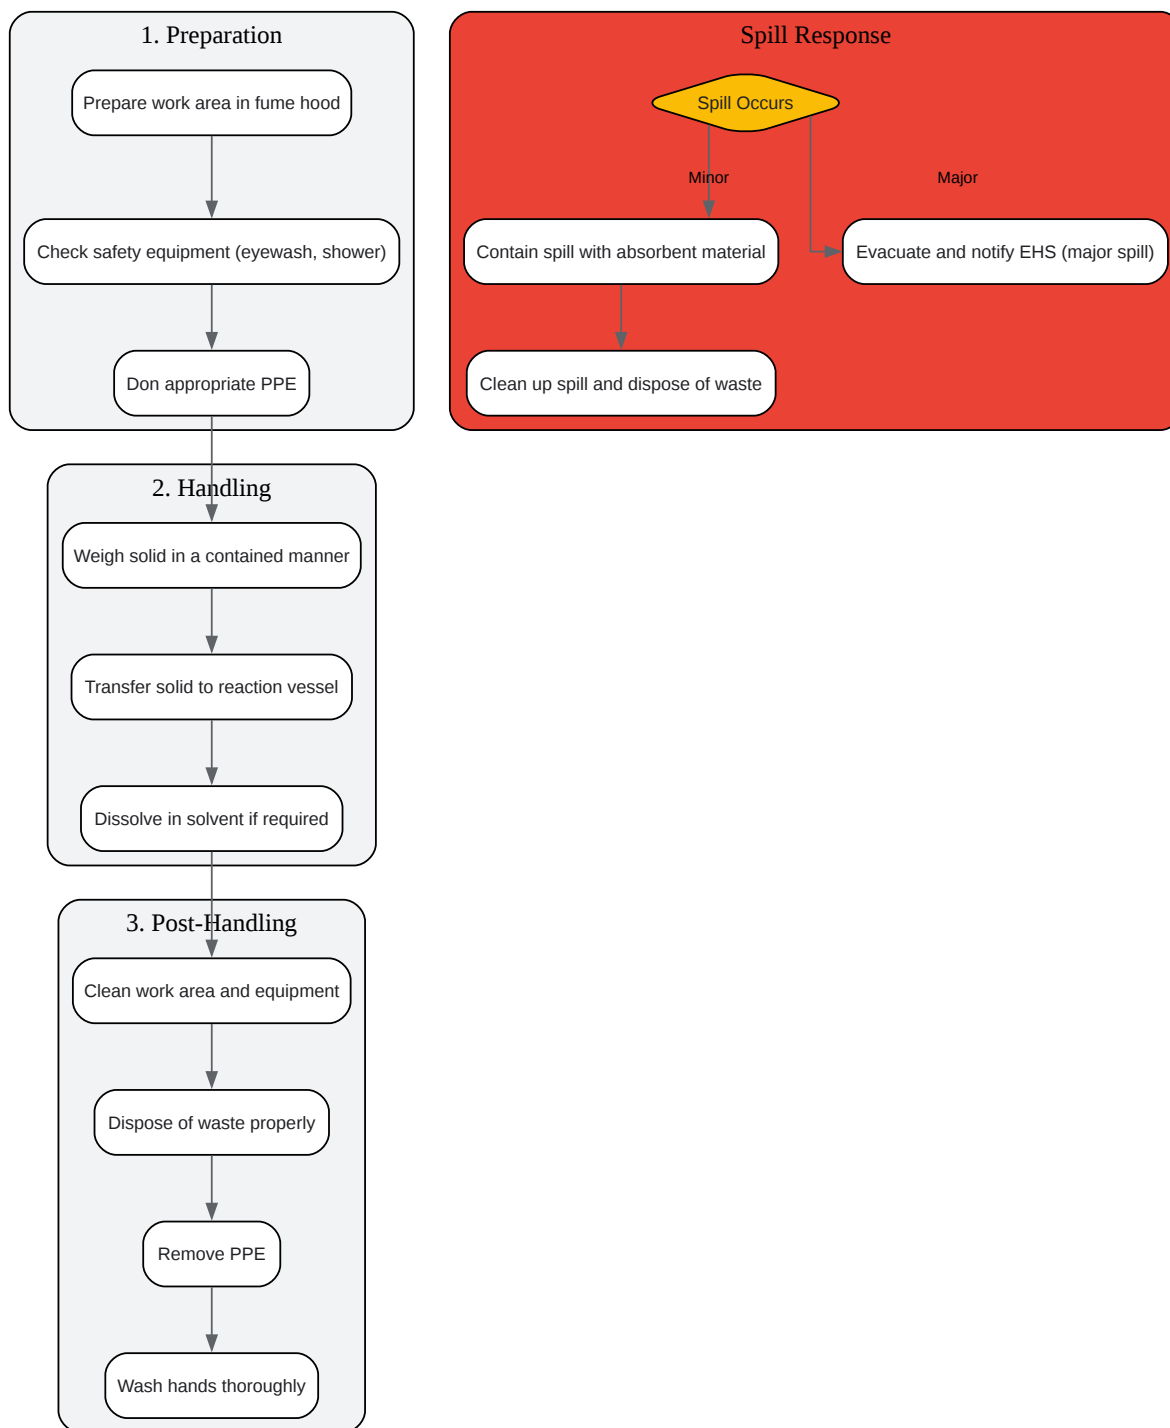 1. Preparation
Prepare work area in fume hood
Check safety equipment (eyewash, shower)
Don appropriate PPE
2. Handling
Weigh solid in a contained manner
Transfer solid to reaction vessel
Dissolve in solvent if required
3. Post-Handling
Clean work area and equipment
Dispose of waste properly
Remove PPE
Wash hands thoroughly
Spill Response
Spill Occurs
Minor
Major
Contain spill with absorbent material
Evacuate and notify EHS (major spill)
Clean up spill and dispose of waste